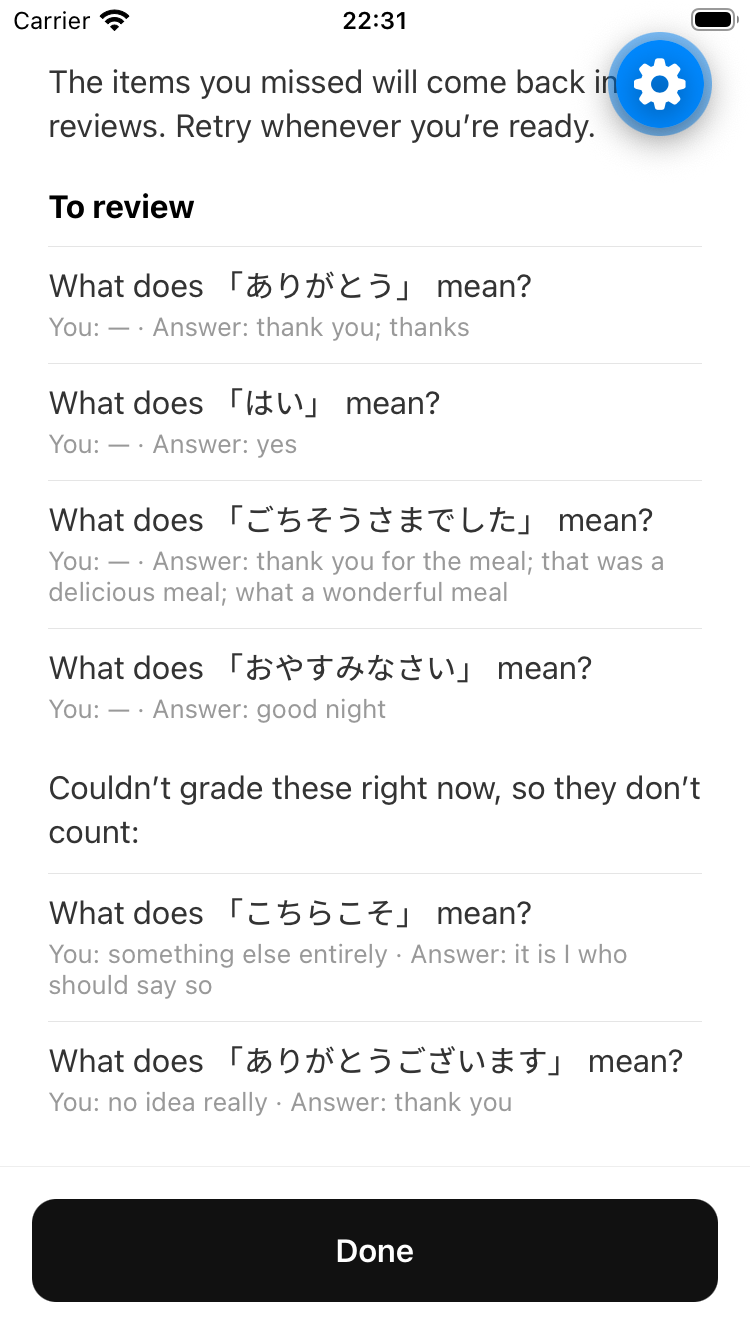 Carrier 22:31
The items you missed will come back in
reviews. Retry whenever you’re ready.
To review
What does 「ありがとう」 mean?
You: — · Answer: thank you; thanks
What does 「はい」 mean?
You: — · Answer: yes
What does 「ごちそうさまでした」 mean?
You: — · Answer: thank you for the meal; that was a
delicious meal; what a wonderful meal
What does 「おやすみなさい」 mean?
You: — · Answer: good night
Couldn’t grade these right now, so they don’t
count:
What does 「こちらこそ」 mean?
You: something else entirely · Answer: it is I who
should say so
What does 「ありがとうございます」 mean?
You: no idea really · Answer: thank you
Done